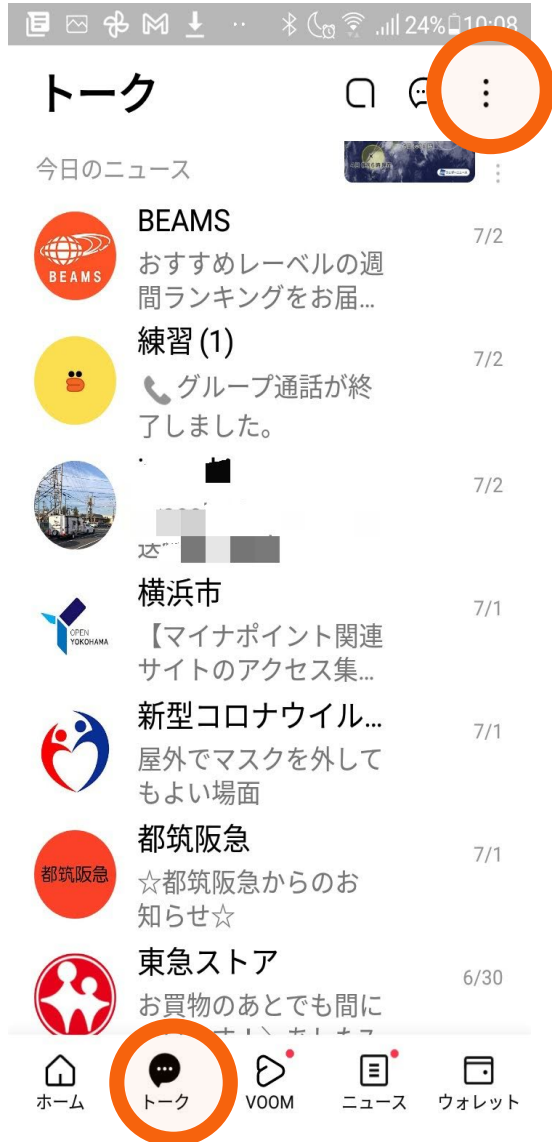 24% 10:08
トーク
今日のニュース
BEAMS
BEAMS
7/2
おすすめレーベルの週
間ランキングをお届...
練習 (1)
7/2
グループ通話が終
了しました。
7/2
送
OPEN
YOKOHAMA
横浜市
7/1
【マイナポイント関連
サイトのアクセス集...
新型コロナウイル...
7/1
屋外でマスクを外して
もよい場面
都筑阪急
都筑阪急
7/1
☆都筑阪急からのお
知らせ☆
東急ストア
6/30
お買物のあとでも間に
ホーム
トーク
VOOM
ニュース
ウォレット